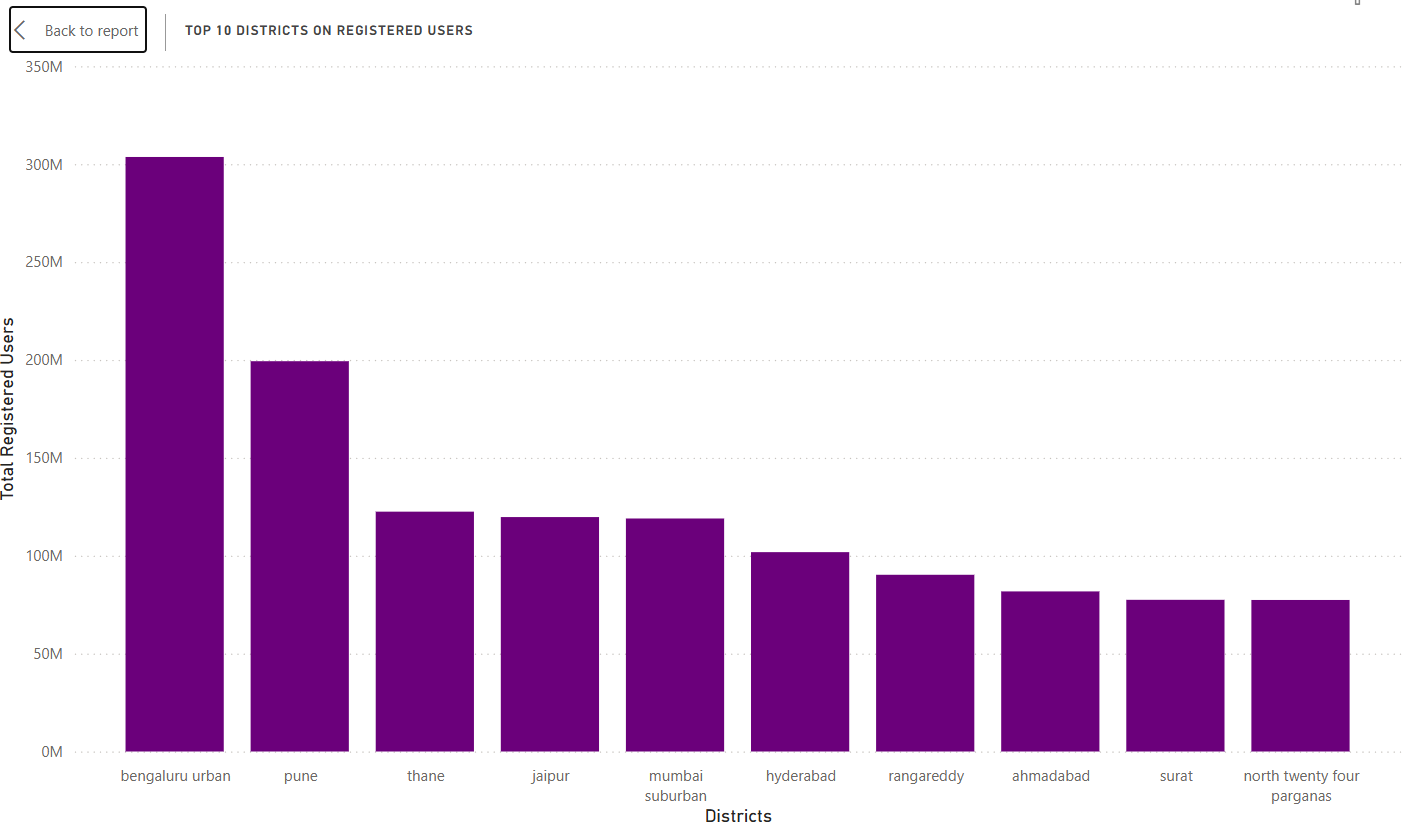 Back to report
TOP 10 DISTRICTS ON REGISTERED USERS
350M
300M
250M
200M
150M
100M
50M
0M
Total Registered Users
bengaluru urban
pune
thane
jaipur
mumbai
suburban
hyderabad
rangareddy
ahmadabad
surat
north twenty four
parganas
Districts